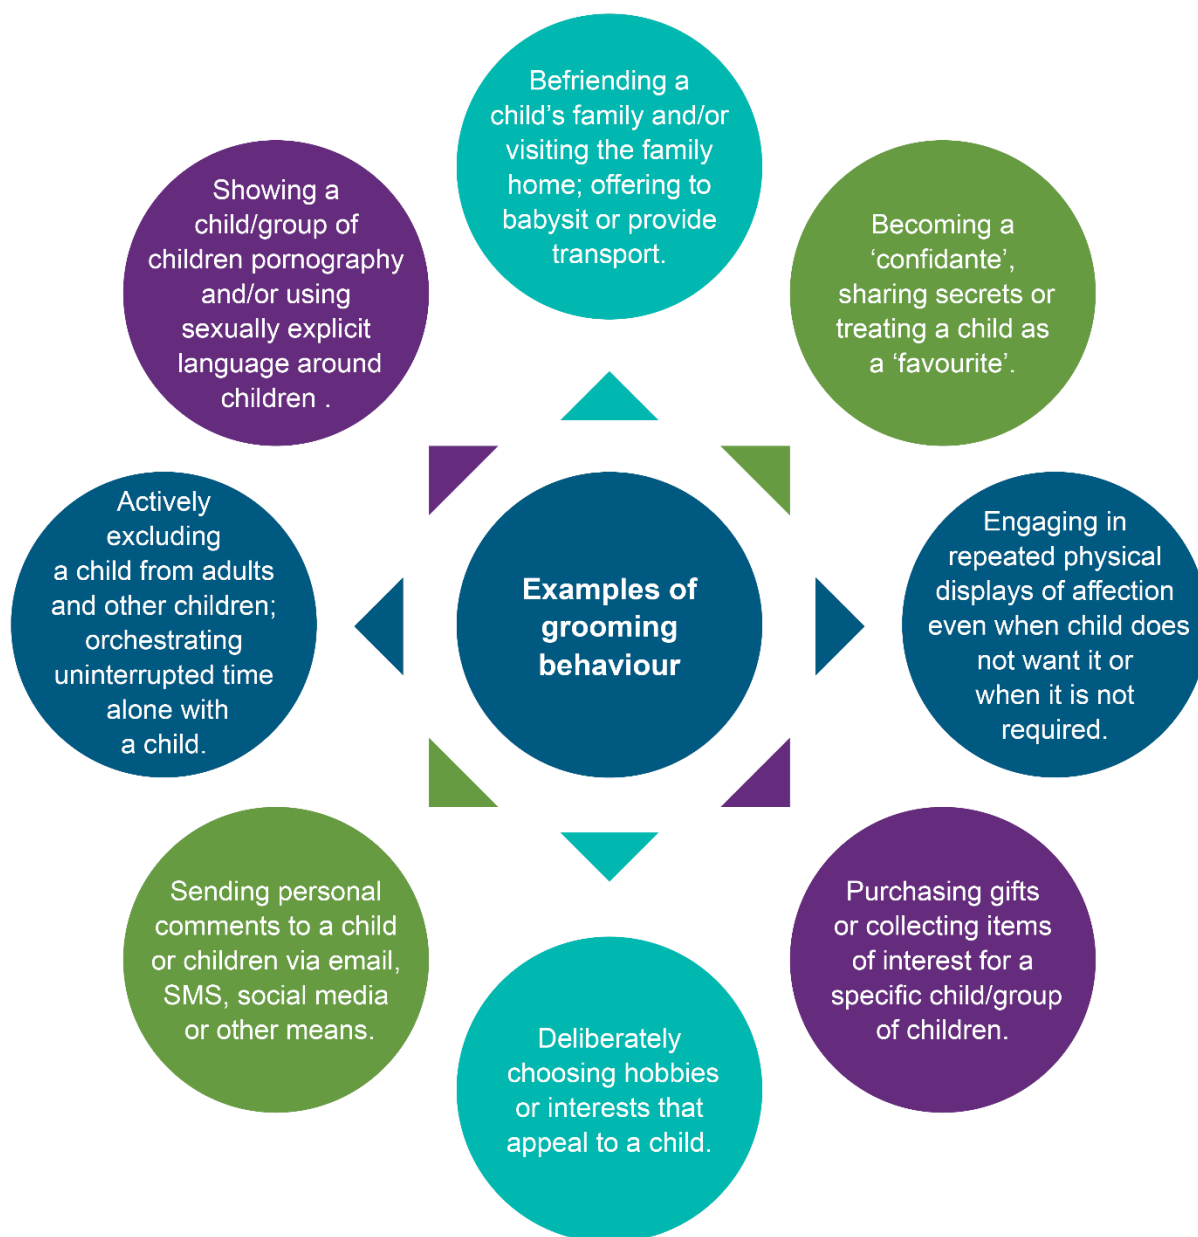 Befriending a
child’s family and/or
visiting the family
home; offering to
babysit or provide
transport.
Becoming a
‘confidante’,
sharing secrets or
treating a child as
a ‘favourite’.
Engaging in
repeated physical
displays of affection
even when child does
not want it or
when it is not
required.
Purchasing gifts
or collecting items
of interest for a
specific child/group
of children.
Deliberately
choosing hobbies
or interests that
appeal to a child.
Sending personal
comments to a child
or children via email,
SMS, social media
or other means.
Actively
excluding
a child from adults
and other children;
orchestrating
uninterrupted time
alone with
a child.
Showing a
child/group of
children pornography
and/or using
sexually explicit
language around
children .
Examples of
grooming
behaviour